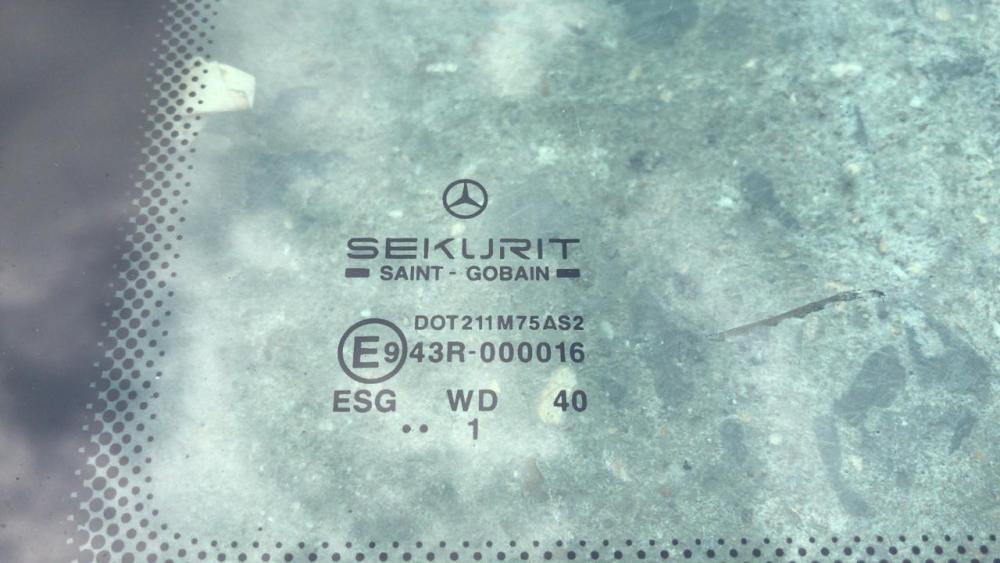 SEKURIT
SAINT - GOBAIN
DOT211M75AS2
E9 43R-000016
ESG WD 40
.. 1